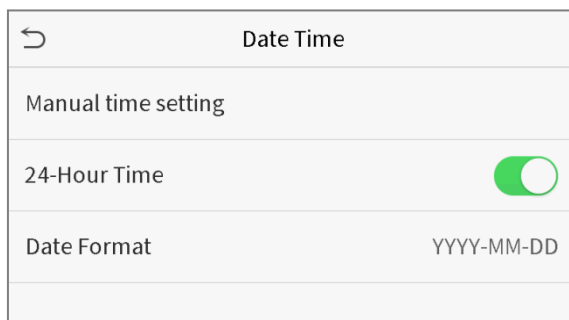 Date Time
Manual time setting
24-Hour Time
Date Format YYYY-MM-DD